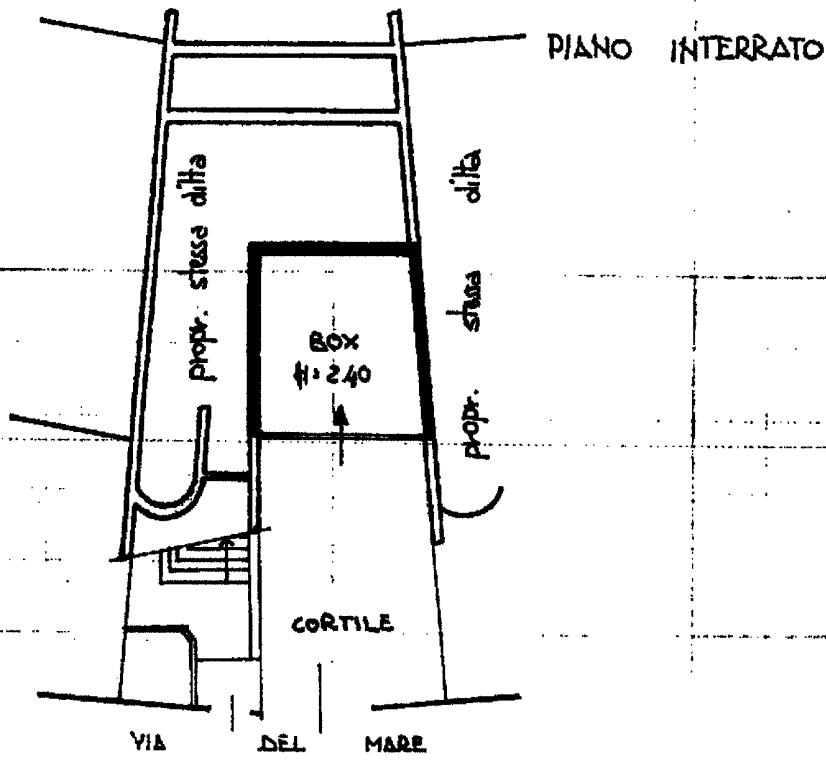 PIANO INTERRATO
propr. stessa ditta
propr. stessa ditta
BOX
H: 2.40
CORTILE
VIA DEL MARE